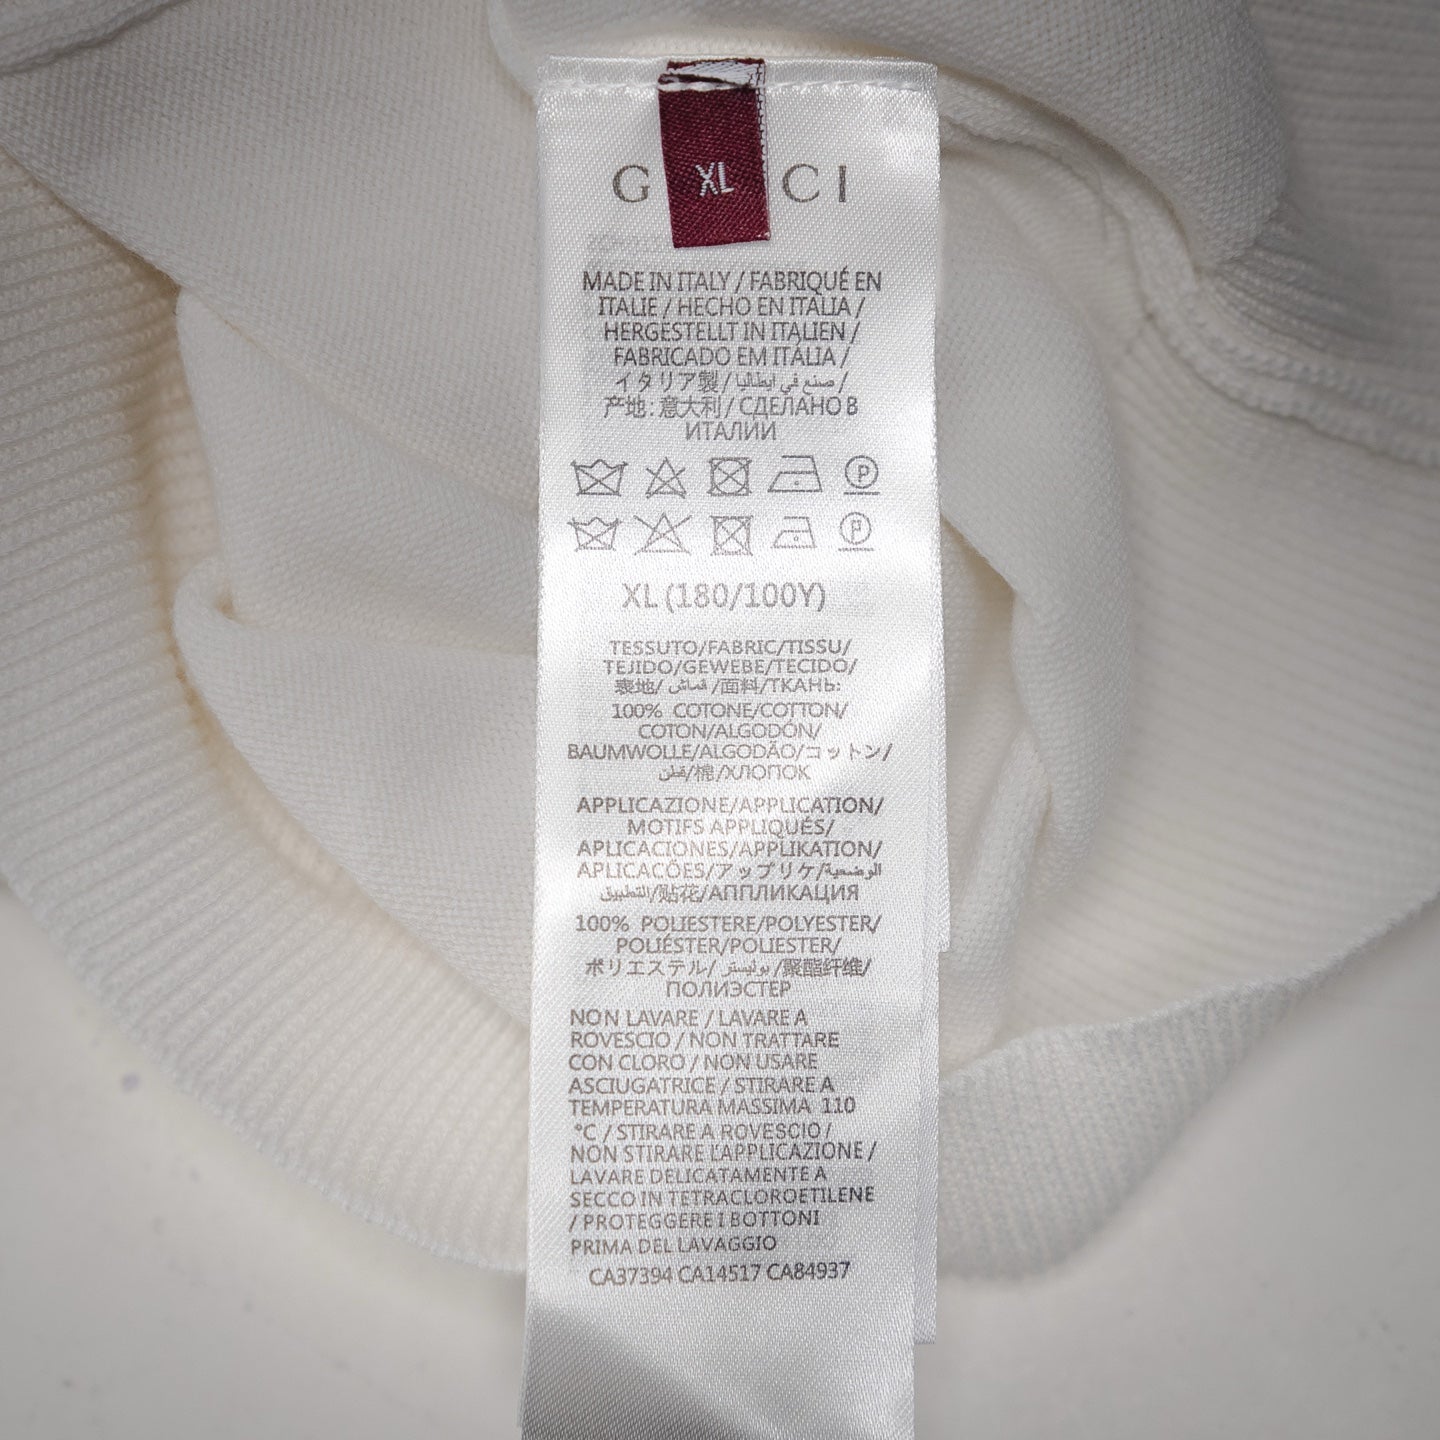 XL
G CI
MADE IN ITALY / FABRIQUÉ EN
ITALIE / HECHO EN ITALIA /
HERGESTELLT IN ITALIEN /
FABRICADO EM ITÁLIA /
イタリア製 / صنع في ايطاليا /
产地: 意大利 / СДЕЛАНО В
ИТАЛИИ
P
P
XL (180/100Y)
TESSUTO/FABRIC/TISSU/
TEJIDO/GEWEBE/TECIDO/
表地/ قماش /面料/ТКАНЬ:
100% COTONE/COTTON/
COTON/ALGODÓN/
BAUMWOLLE/ALGODÃO/コットン/
قطن/棉/ХЛОПОК
APPLICAZIONE/APPLICATION/
MOTIFS APPLIQUÉS/
APLICACIONES/APPLIKATION/
APLICACÕES/アップリケ/الوضعية
التطبيق/贴花/АППЛИКАЦИЯ
100% POLIESTERE/POLYESTER/
POLIÉSTER/POLIESTER/
ポリエステル/ بوليستر /聚酯纤维/
ПОЛИЭСТЕР
NON LAVARE / LAVARE A
ROVESCIO / NON TRATTARE
CON CLORO / NON USARE
ASCIUGATRICE / STIRARE A
TEMPERATURA MASSIMA 110
°C / STIRARE A ROVESCIO /
NON STIRARE L'APPLICAZIONE /
LAVARE DELICATAMENTE A
SECCO IN TETRACLOROETILENE
/ PROTEGGERE I BOTTONI
PRIMA DEL LAVAGGIO
CA37394 CA14517 CA84937